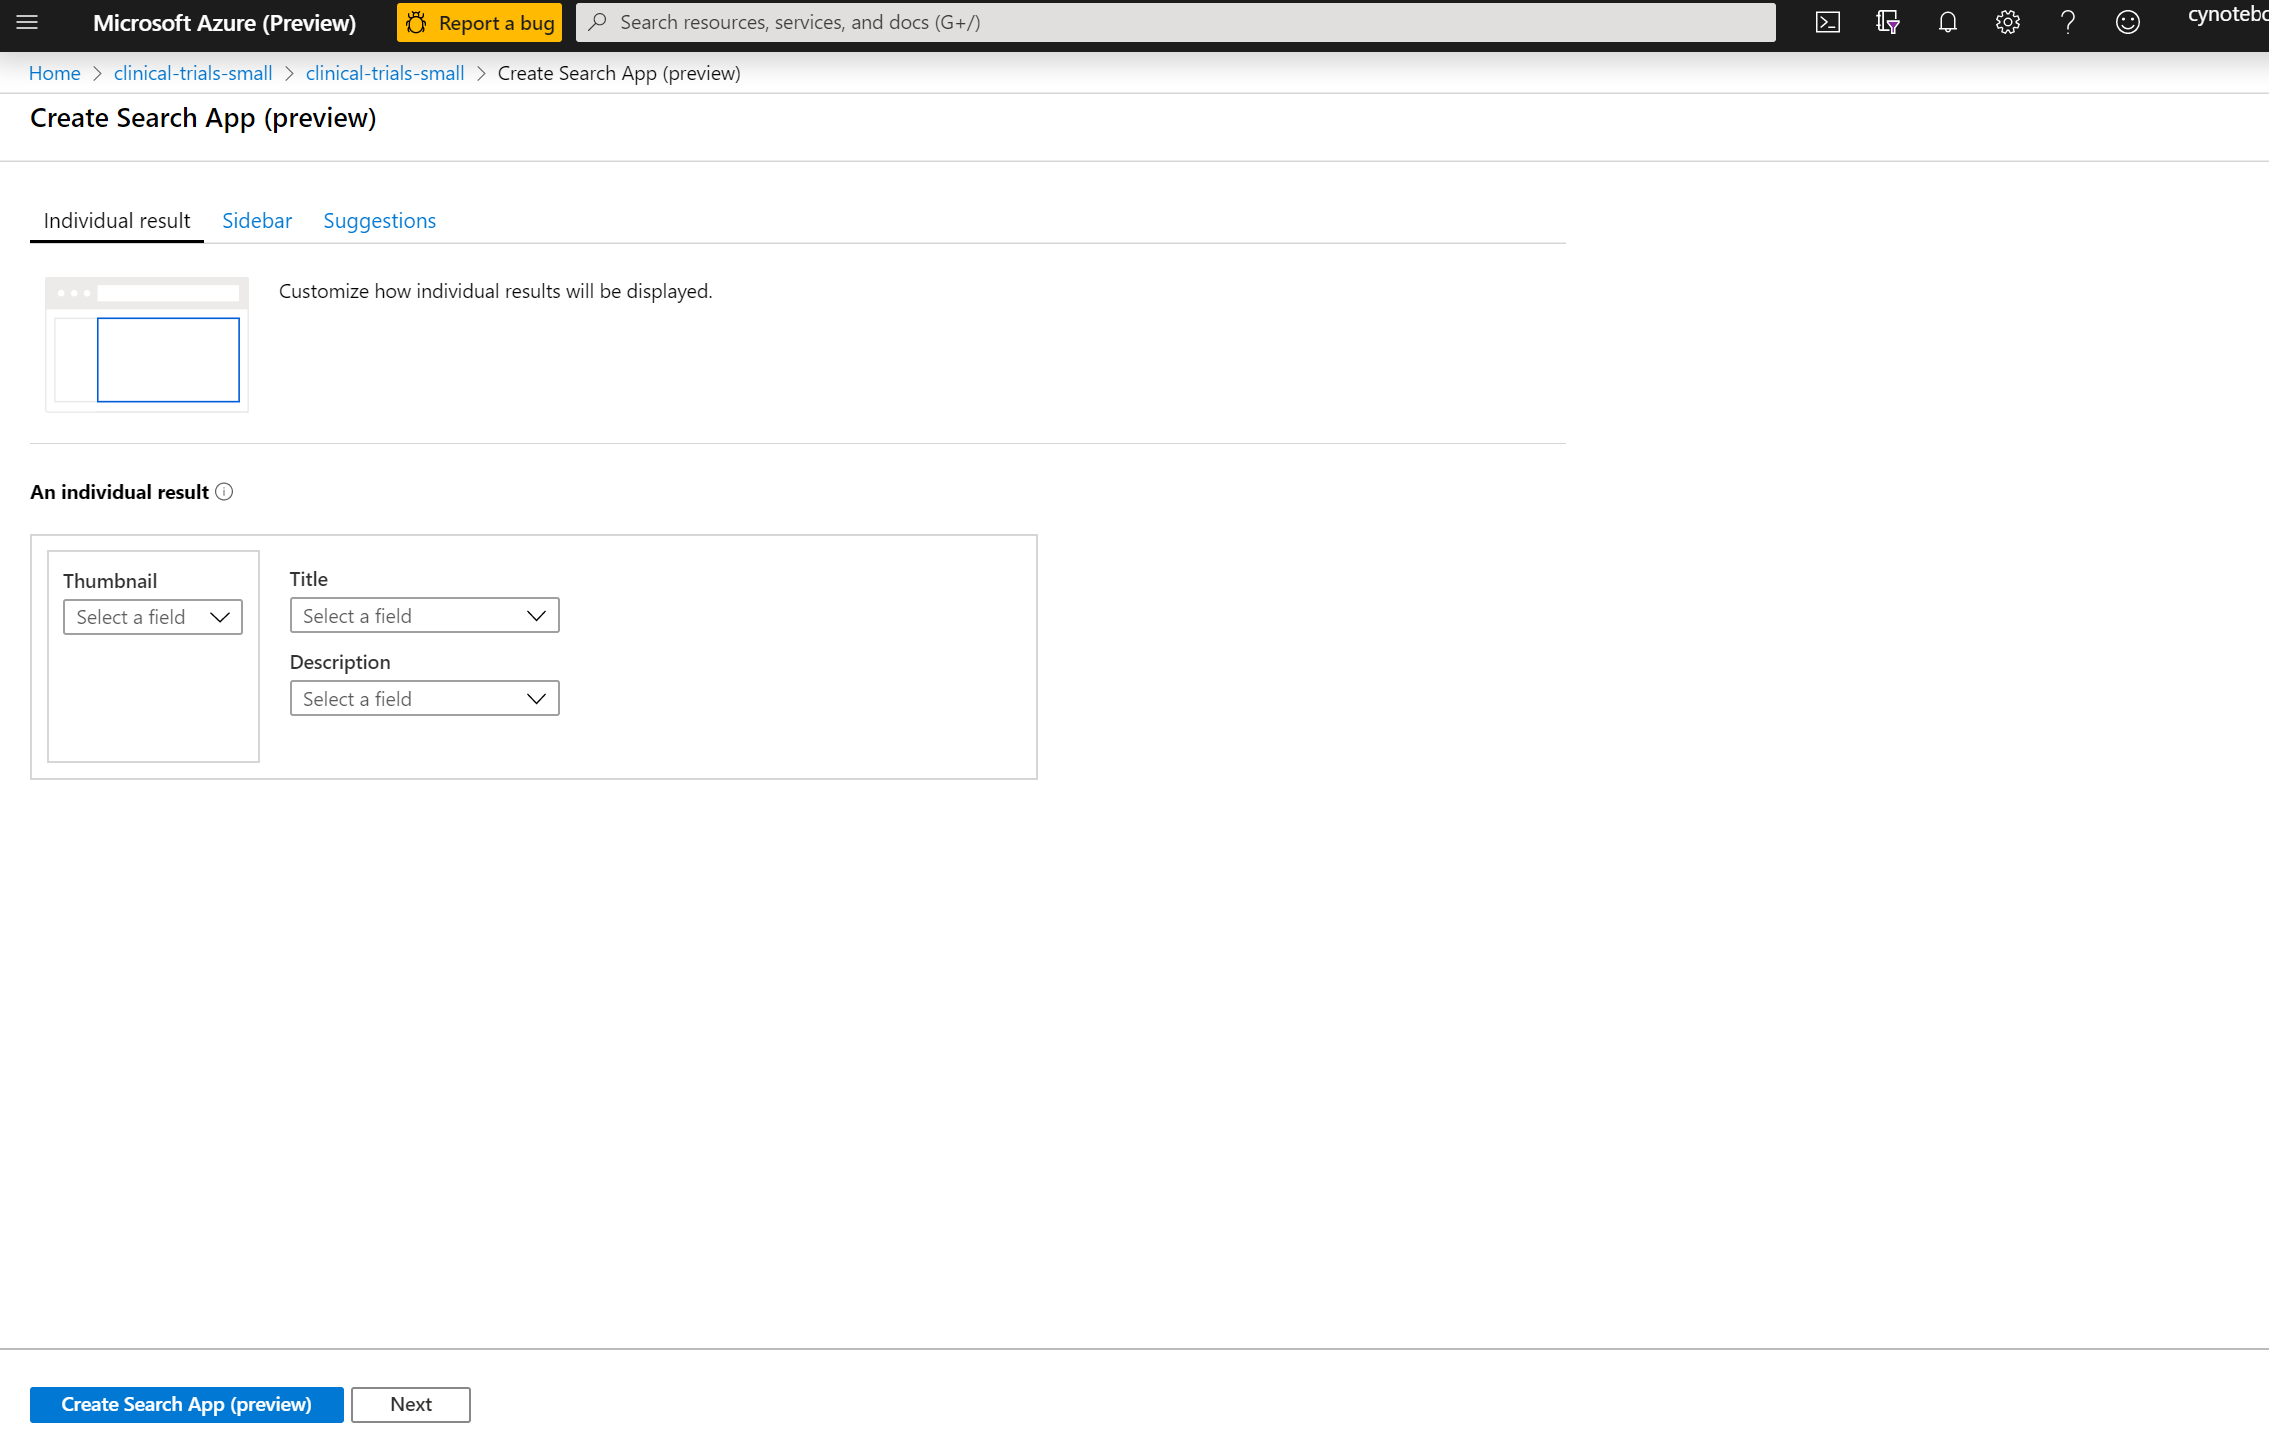 Microsoft Azure (Preview)
Report a bug
Search resources, services, and docs (G+/)
cynotebo
Home > clinical-trials-small > clinical-trials-small > Create Search App (preview)
Create Search App (preview)
Individual result Sidebar Suggestions
Customize how individual results will be displayed.
An individual result
Thumbnail
Select a field
Title
Select a field
Description
Select a field
Create Search App (preview)
Next